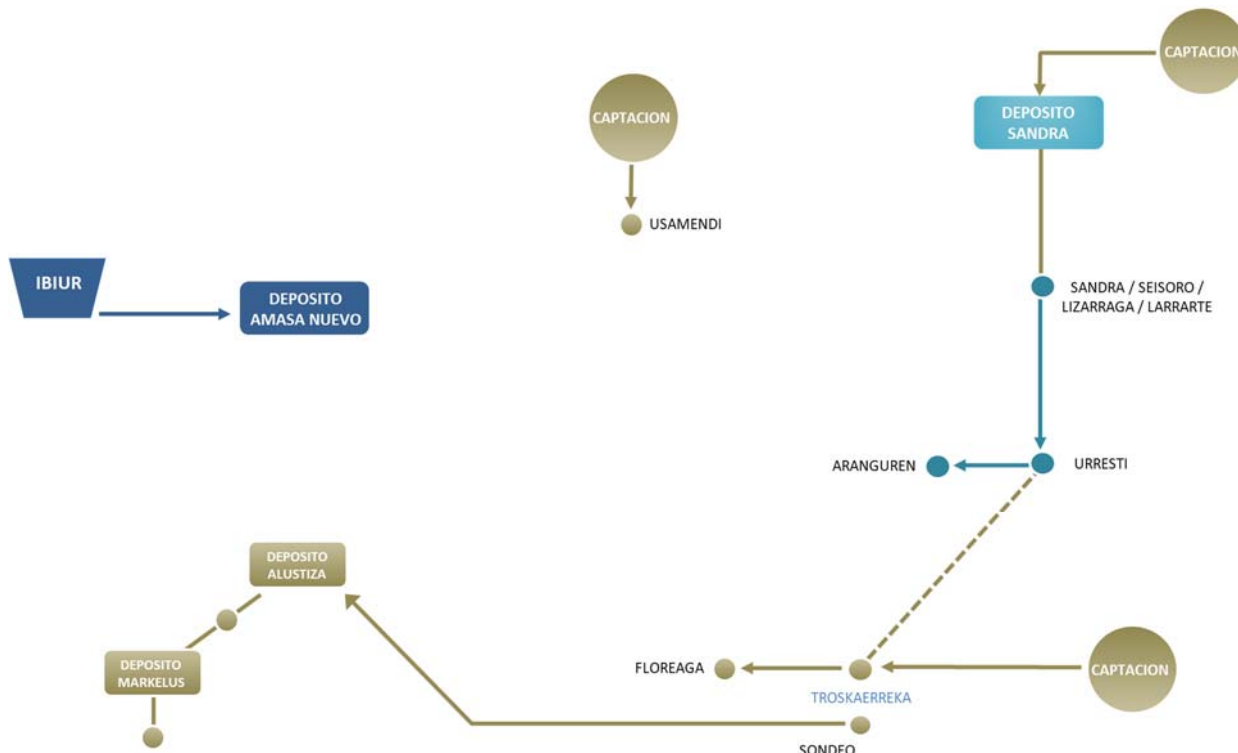 CAPTACION
DEPOSITO
SANDRA
CAPTACION
USAMENDI
IBIUR
DEPOSITO
AMASA NUEVO
SANDRA / SEISORO /
LIZARRAGA / LARRARTE
ARANGUREN
URRESTI
DEPOSITO
ALUSTIZA
DEPOSITO
MARKELUS
FLOREAGA
TROSKAERREKA
CAPTACION
SONDEO